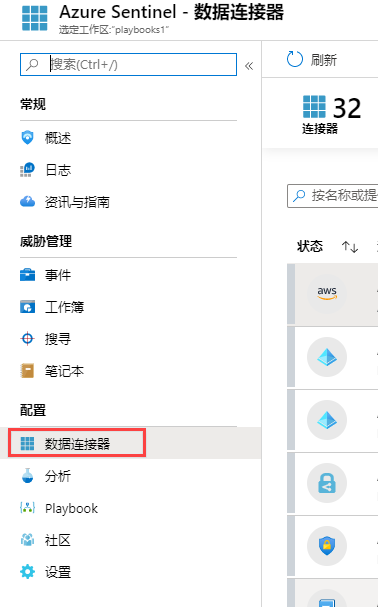 Azure Sentinel - 数据连接器
选定工作区:“playbooks1”
搜索(Ctrl+/)
«
常规
概述
日志
资讯与指南
威胁管理
事件
工作簿
搜寻
笔记本
配置
数据连接器
分析
Playbook
社区
设置
刷新
32
连接器
按名称或提
状态
aws